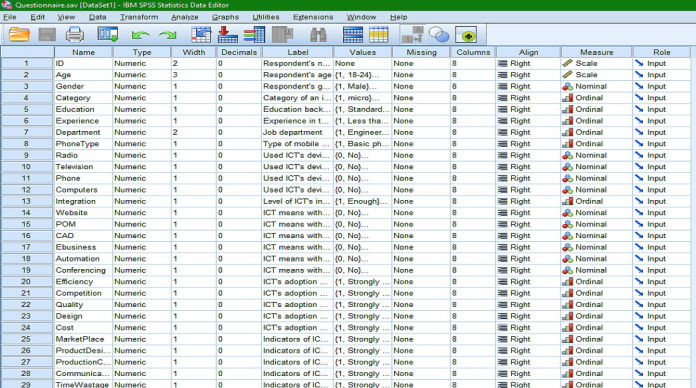 Questionnaire.sav [DataSet1] - IBM SPSS Statistics Data Editor
File Edit View Data Transform Analyze Graphs Utilities Extensions Window Help
Name Type Width Decimals Label Values Missing Columns Align Measure Role
1 ID Numeric 2 0 Respondent's n... None None 8 Right Scale Input
2 Age Numeric 3 0 Respondent's age {1, 18-24}... None 8 Right Scale Input
3 Gender Numeric 1 0 Respondent's g... {1, Male}... None 8 Right Nominal Input
4 Category Numeric 1 0 Category of an i... {1, micro}... None 8 Right Ordinal Input
5 Education Numeric 1 0 Education back... {1, Standard... None 8 Right Ordinal Input
6 Experience Numeric 1 0 Experience in t... {1, Less tha... None 8 Right Ordinal Input
7 Department Numeric 2 0 Job department {1, Engineer... None 8 Right Ordinal Input
8 PhoneType Numeric 1 0 Type of mobile ... {1, Basic ph... None 8 Right Ordinal Input
9 Radio Numeric 1 0 Used ICT's devi... {0, No}... None 8 Right Nominal Input
10 Television Numeric 1 0 Used ICT's devi... {0, No}... None 8 Right Nominal Input
11 Phone Numeric 1 0 Used ICT's devi... {0, No}... None 8 Right Nominal Input
12 Computers Numeric 1 0 Used ICT's devi... {0, No}... None 8 Right Nominal Input
13 Integration Numeric 1 0 Level of ICT's in... {1, Enough}... None 8 Right Ordinal Input
14 Website Numeric 1 0 ICT means with... {0, No}... None 8 Right Nominal Input
15 POM Numeric 1 0 ICT means with... {0, No}... None 8 Right Nominal Input
16 CAD Numeric 1 0 ICT means with... {0, No}... None 8 Right Nominal Input
17 Ebusiness Numeric 1 0 ICT means with... {0, No}... None 8 Right Nominal Input
18 Automation Numeric 1 0 ICT means with... {0, No}... None 8 Right Nominal Input
19 Conferencing Numeric 1 0 ICT means with... {0, No}... None 8 Right Nominal Input
20 Efficiency Numeric 1 0 ICT's adoption ... {1, Strongly ... None 8 Right Ordinal Input
21 Competition Numeric 1 0 ICT's adoption ... {1, Strongly ... None 8 Right Ordinal Input
22 Quality Numeric 1 0 ICT's adoption ... {1, Strongly ... None 8 Right Ordinal Input
23 Design Numeric 1 0 ICT's adoption ... {1, Strongly ... None 8 Right Ordinal Input
24 Cost Numeric 1 0 ICT's adoption ... {1, Strongly ... None 8 Right Ordinal Input
25 MarketPlace Numeric 1 0 Indicators of IC... {1, Strongly ... None 8 Right Ordinal Input
26 ProductDesi... Numeric 1 0 Indicators of IC... {1, Strongly ... None 8 Right Ordinal Input
27 ProductionC... Numeric 1 0 Indicators of IC... {1, Strongly ... None 8 Right Ordinal Input
28 Communica... Numeric 1 0 Indicators of IC... {1, Strongly ... None 8 Right Ordinal Input
29 TimeWastage Numeric 1 0 Indicators of IC... {1, Strongly ... None 8 Right Ordinal Input